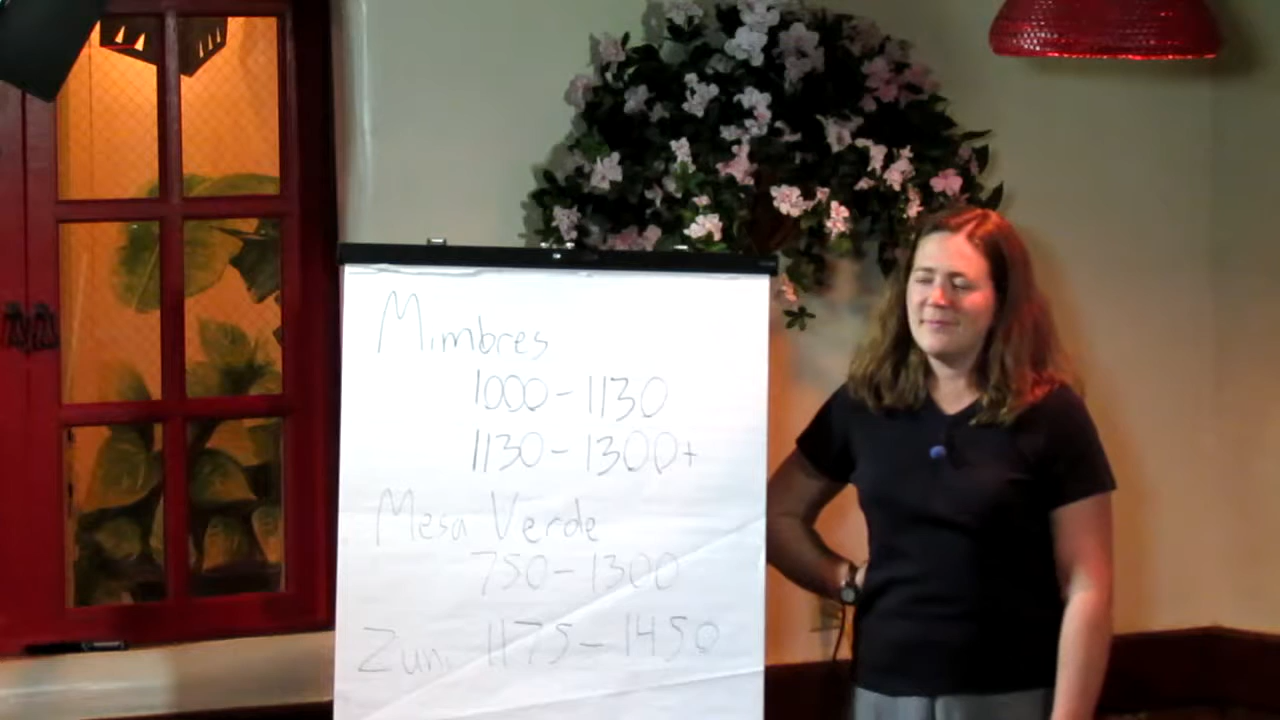 Mimbres
1000-1130
1130-1300+
Mesa Verde
750-1300
Zuni 1175-1450